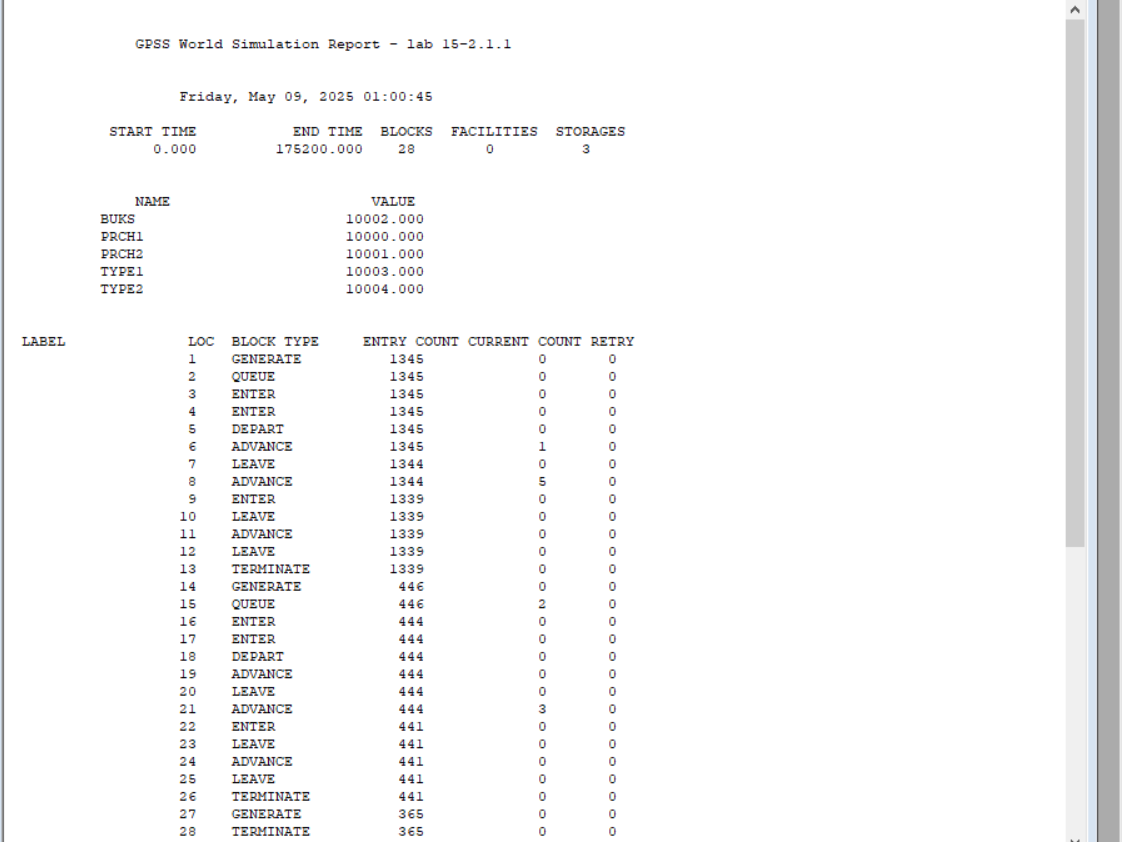 GPSS World Simulation Report - lab 15-2.1.1
Friday, May 09, 2025 01:00:45
START TIME END TIME BLOCKS FACILITIES STORAGES
0.000 175200.000 28 0 3
NAME VALUE
BUKS 10002.000
PRCH1 10000.000
PRCH2 10001.000
TYPE1 10003.000
TYPE2 10004.000
LABEL LOC BLOCK TYPE ENTRY COUNT CURRENT COUNT RETRY
1 GENERATE 1345 0 0
2 QUEUE 1345 0 0
3 ENTER 1345 0 0
4 ENTER 1345 0 0
5 DEPART 1345 0 0
6 ADVANCE 1345 1 0
7 LEAVE 1344 0 0
8 ADVANCE 1344 5 0
9 ENTER 1339 0 0
10 LEAVE 1339 0 0
11 ADVANCE 1339 0 0
12 LEAVE 1339 0 0
13 TERMINATE 1339 0 0
14 GENERATE 446 0 0
15 QUEUE 446 2 0
16 ENTER 444 0 0
17 ENTER 444 0 0
18 DEPART 444 0 0
19 ADVANCE 444 0 0
20 LEAVE 444 0 0
21 ADVANCE 444 3 0
22 ENTER 441 0 0
23 LEAVE 441 0 0
24 ADVANCE 441 0 0
25 LEAVE 441 0 0
26 TERMINATE 441 0 0
27 GENERATE 365 0 0
28 TERMINATE 365 0 0